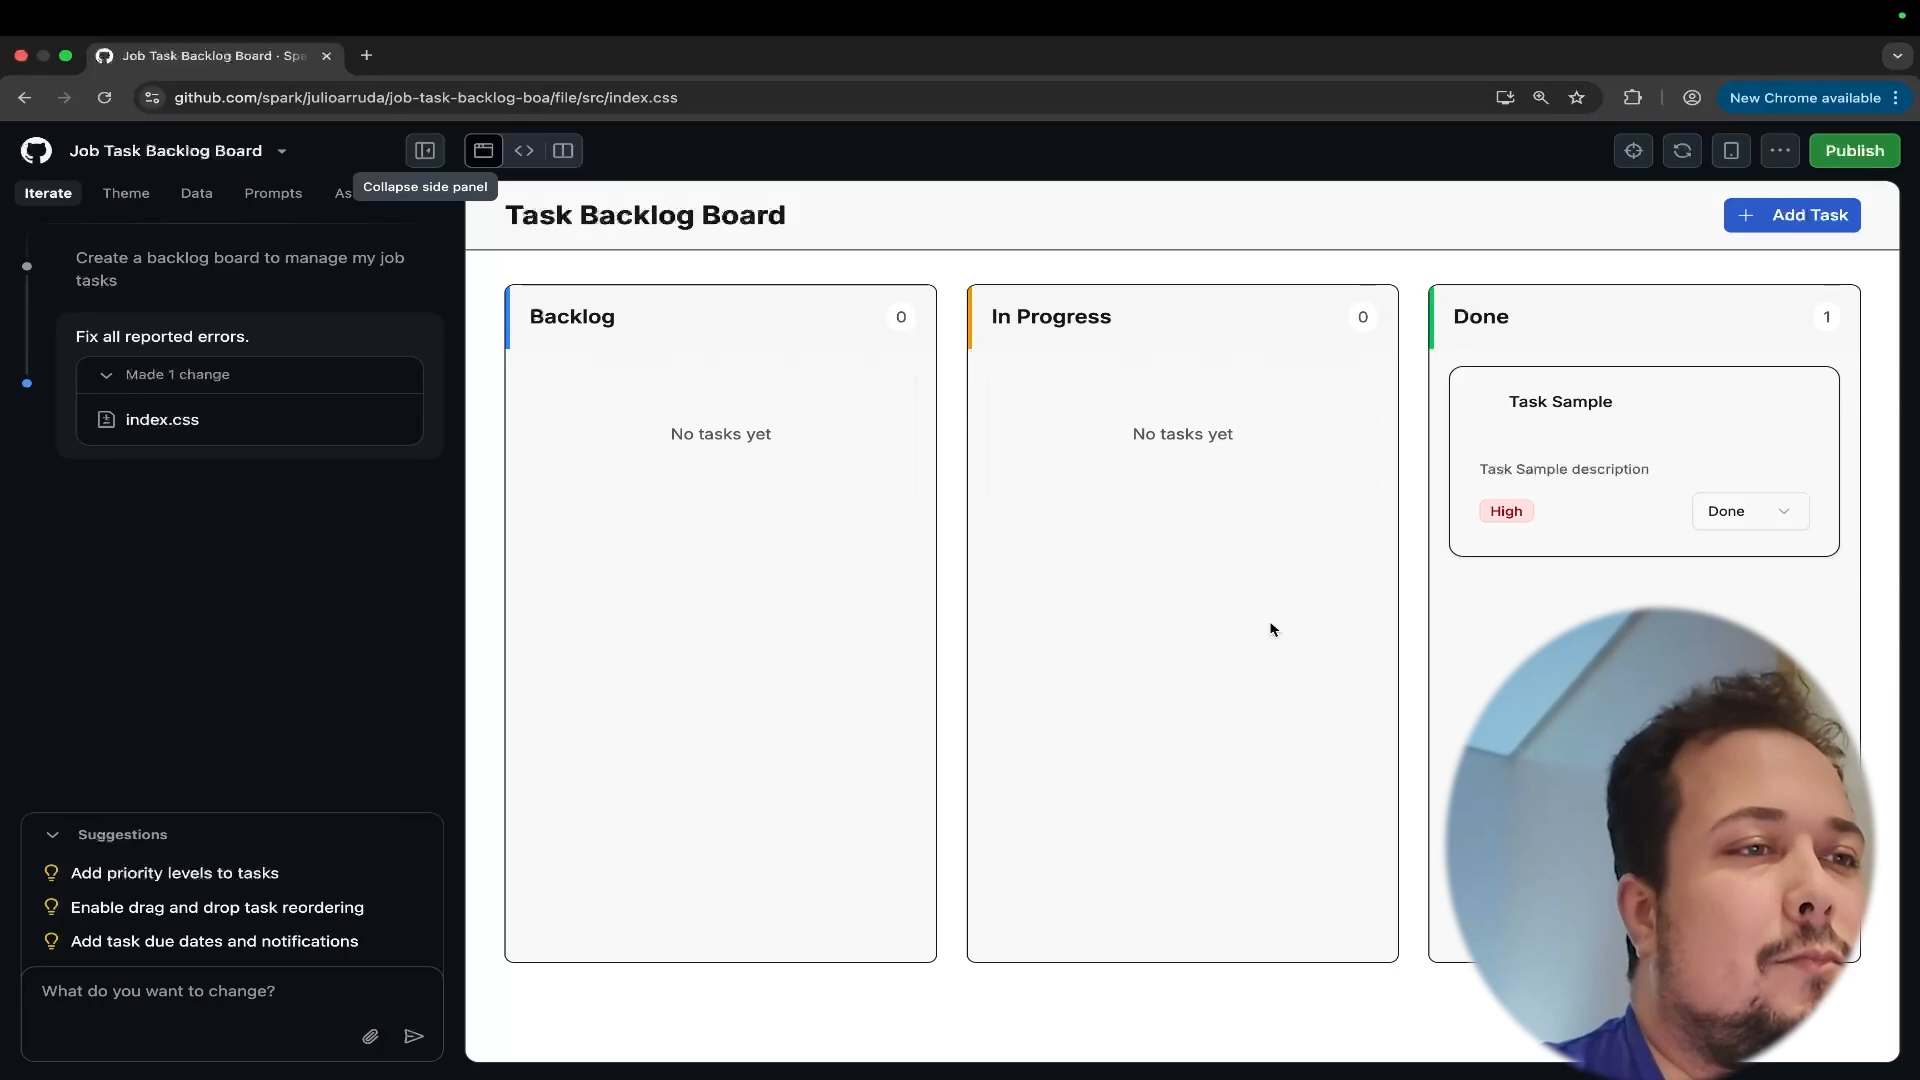 Job Task Backlog Board · Spa
github.com/spark/julioarruda/job-task-backlog-boa/file/src/index.css
New Chrome available
Job Task Backlog Board
Publish
Collapse side panel
Iterate
Theme
Data
Prompts
As
Create a backlog board to manage my job
tasks
Fix all reported errors.
Made 1 change
index.css
Suggestions
Add priority levels to tasks
Enable drag and drop task reordering
Add task due dates and notifications
What do you want to change?
Task Backlog Board
Add Task
Backlog
0
No tasks yet
In Progress
0
No tasks yet
Done
1
Task Sample
Task Sample description
High
Done